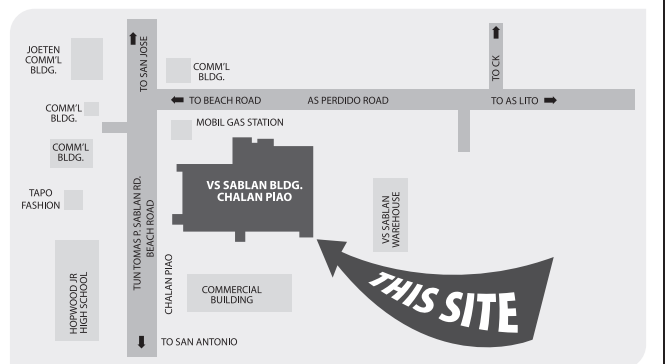 JOETEN
COMM'L
BLDG.
TO SAN JOSE
COMM'L
BLDG.
TO CK
TO BEACH ROAD
AS PERDIDO ROAD
TO AS LITO
COMM'L
BLDG.
MOBIL GAS STATION
COMM'L
BLDG.
VS SABLAN BLDG.
CHALAN PIAO
TAPO
FASHION
TUN TOMAS P. SABLAN RD.
BEACH ROAD
VS SABLAN
WAREHOUSE
HOPWOOD JR
HIGH SCHOOL
CHALAN PIAO
COMMERCIAL
BUILDING
THIS SITE
TO SAN ANTONIO